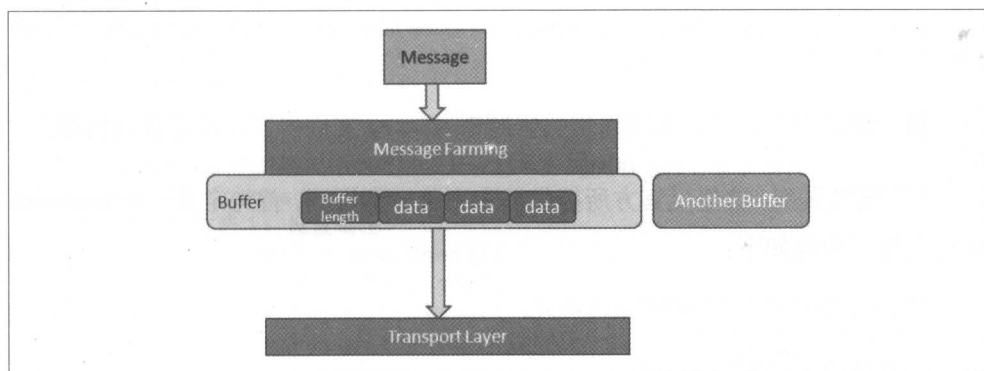 Message
Message Farming
Buffer
Buffer
length
data
data
data
Another Buffer
Transport Layer